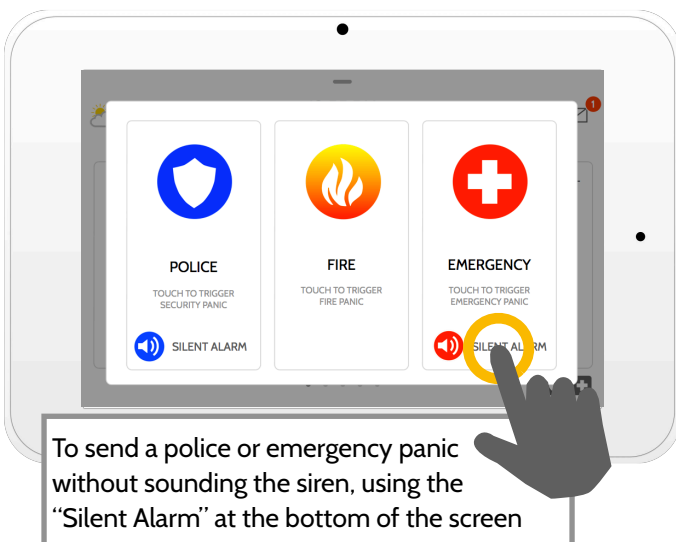 1
POLICE
TOUCH TO TRIGGER
SECURITY PANIC
SILENT ALARM
FIRE
TOUCH TO TRIGGER
FIRE PANIC
EMERGENCY
TOUCH TO TRIGGER
EMERGENCY PANIC
SILENT ALARM
To send a police or emergency panic
without sounding the siren, using the
“Silent Alarm” at the bottom of the screen